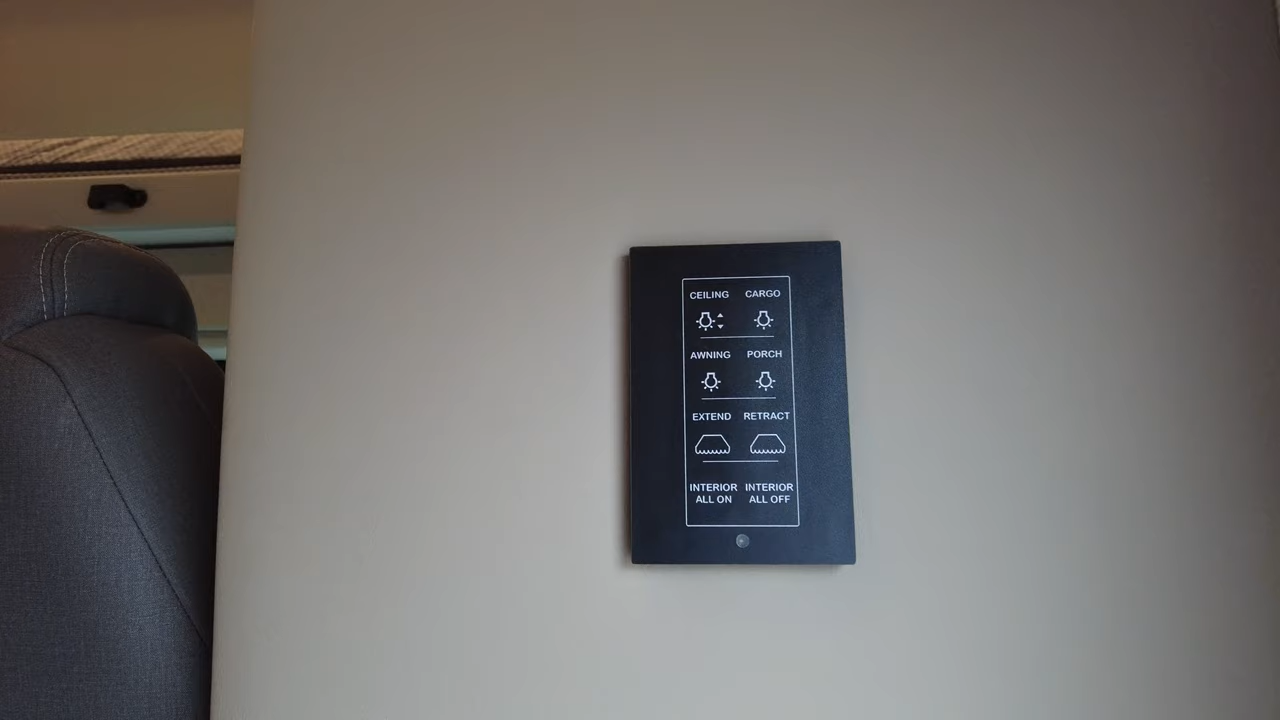 CEILING CARGO
AWNING PORCH
EXTEND RETRACT
INTERIOR INTERIOR
ALL ON ALL OFF